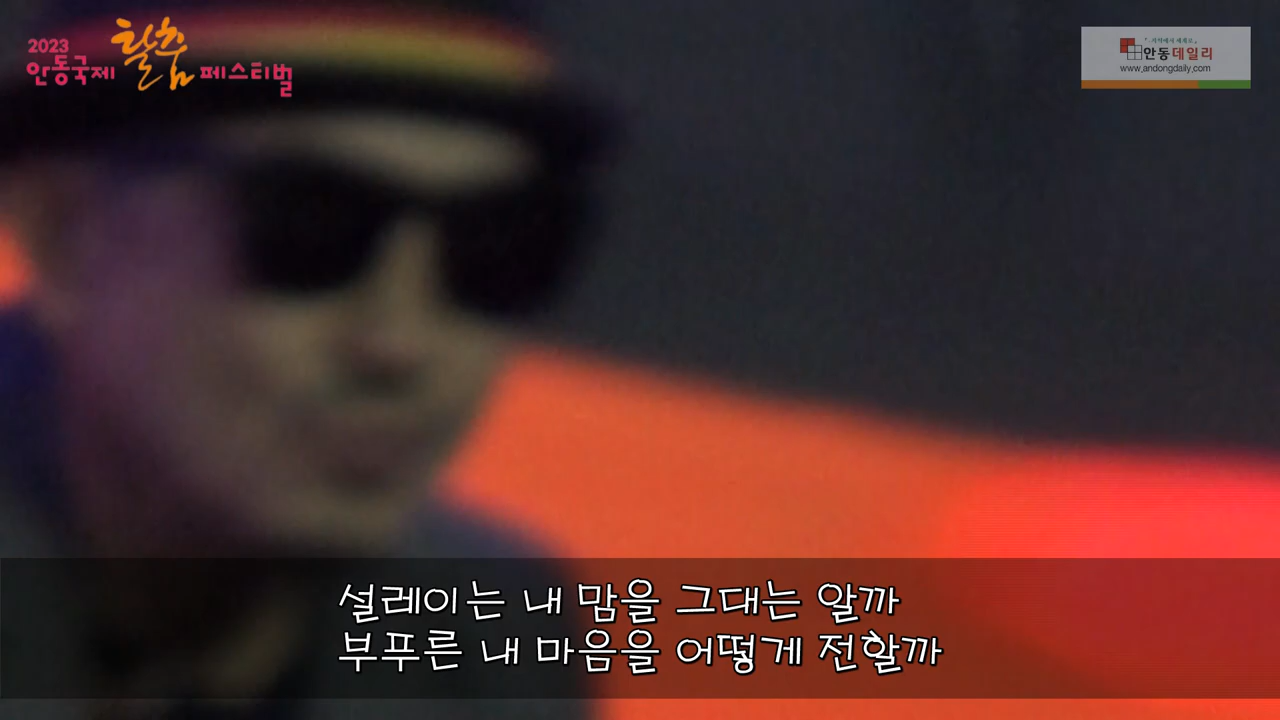 2023
안동국제 탈춤 페스티벌
안동데일리
www.andongdaily.com
설레이는 내 맘을 그대는 알까
부푸른 내 마음을 어떻게 전할까